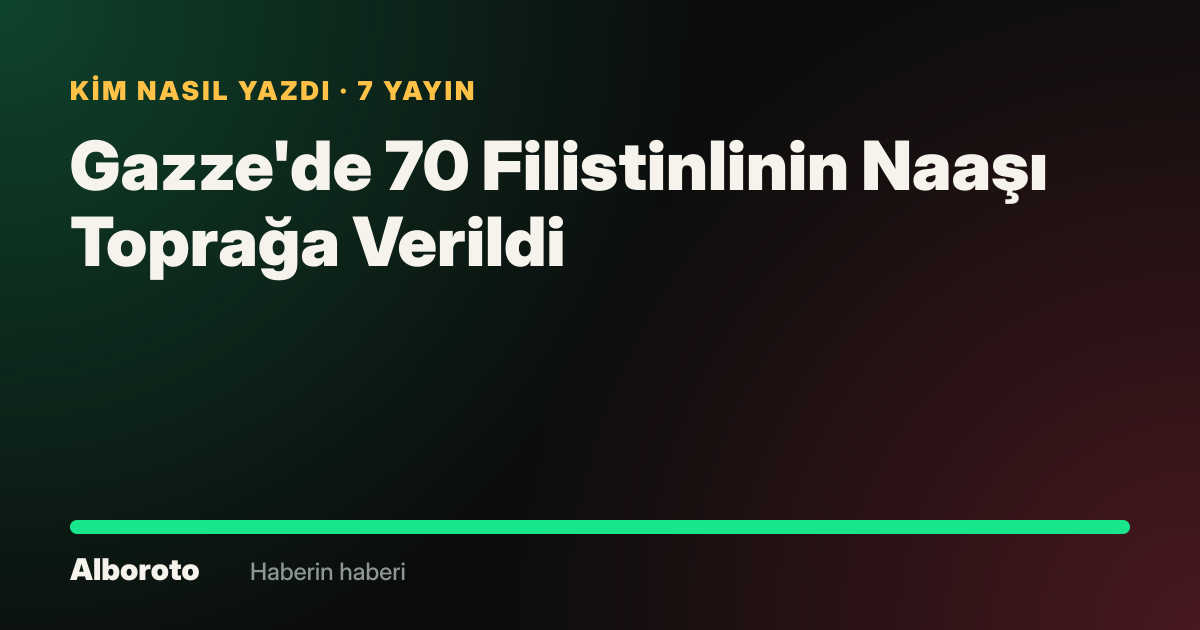 KİM NASIL YAZDI · 7 YAYIN
Gazze'de 70 Filistinlinin Naaşı
Toprağa Verildi
Alboroto
Haberin haberi